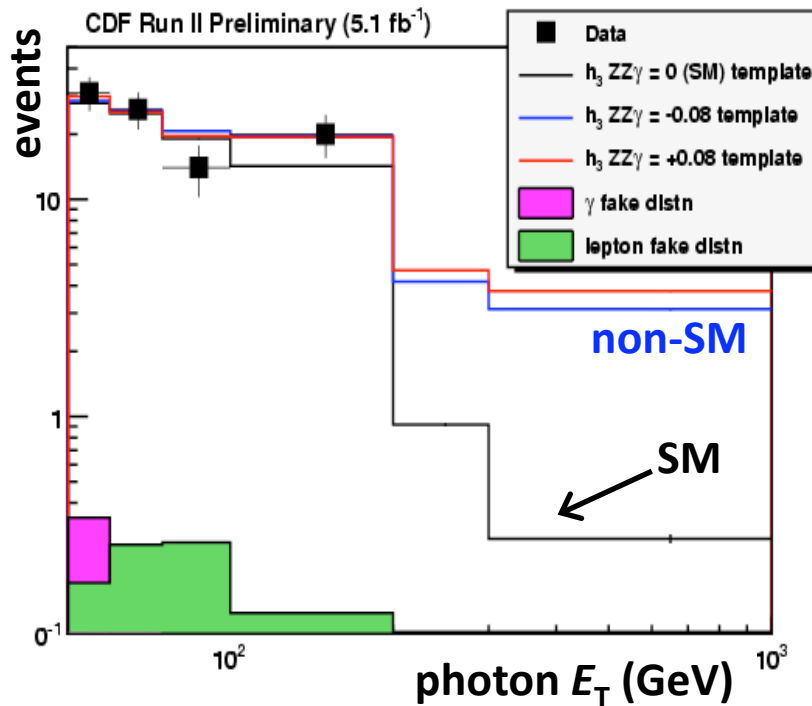 CDF Run II Preliminary (5.1 fb⁻¹)
events
Data
h₃ ZZγ = 0 (SM) template
h₃ ZZγ = -0.08 template
h₃ ZZγ = +0.08 template
γ fake distn
lepton fake distn
10
1
10⁻¹
non-SM
SM
10²
10³
photon E_T (GeV)